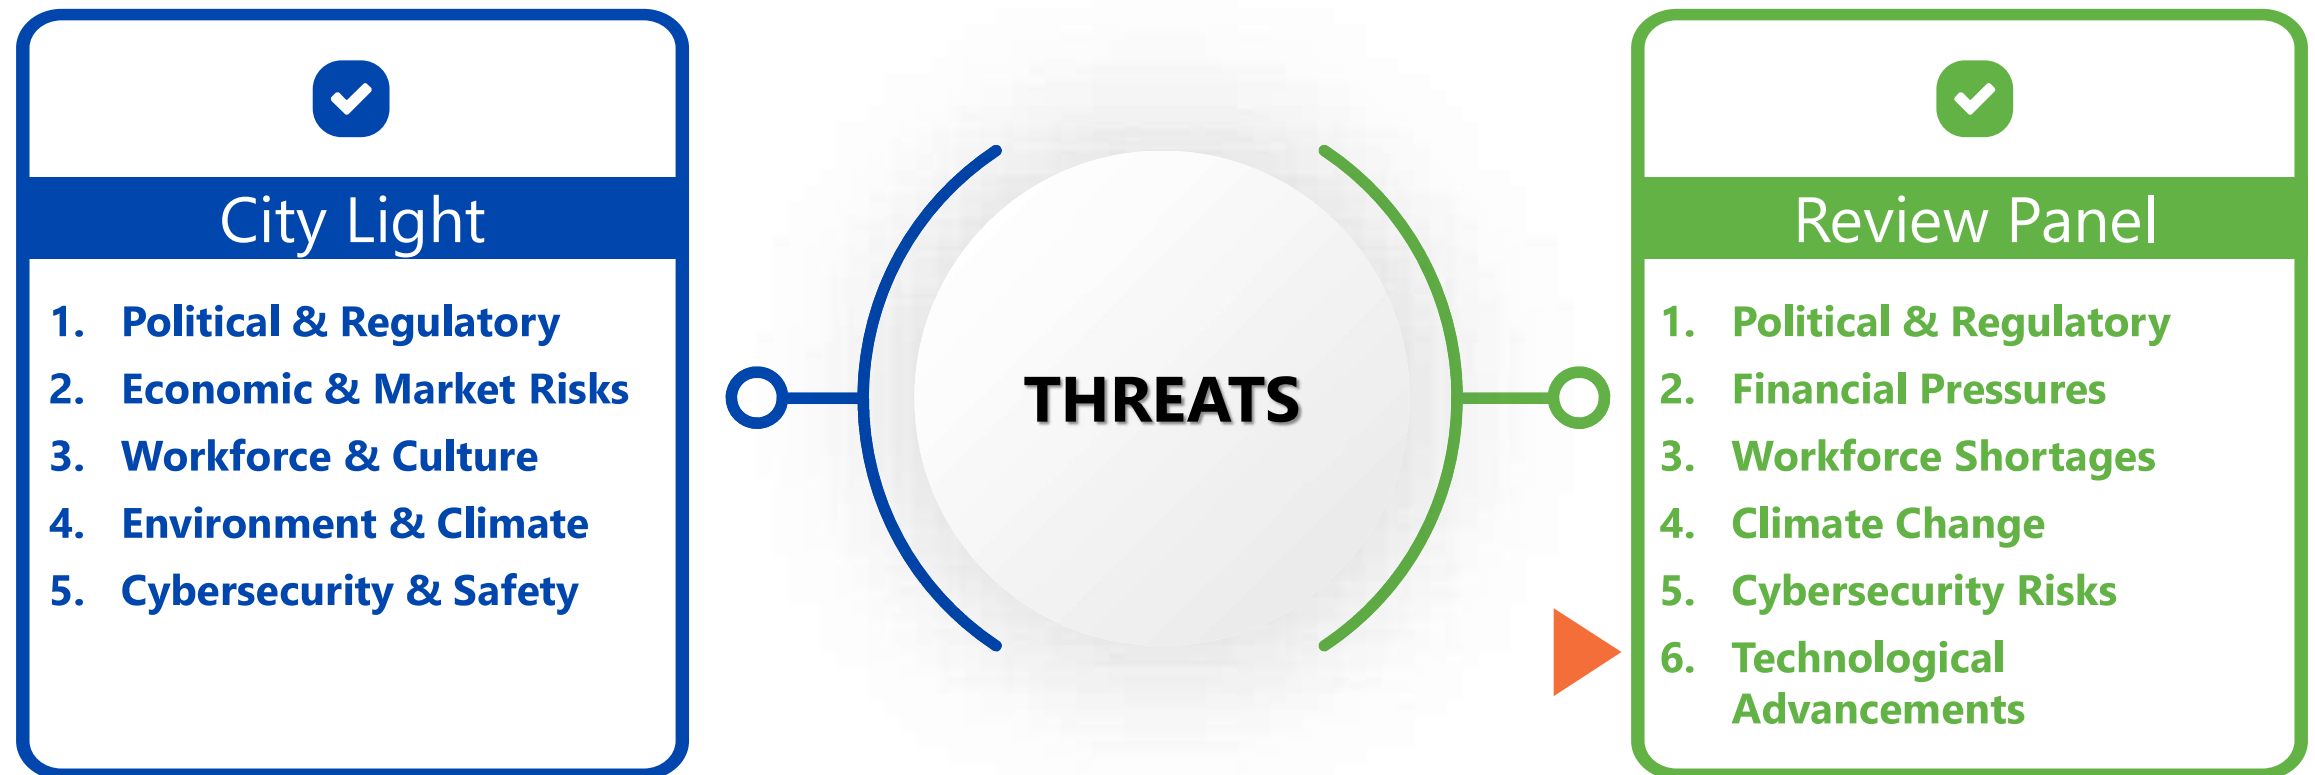 City Light
1. Political & Regulatory
2. Economic & Market Risks
3. Workforce & Culture
4. Environment & Climate
5. Cybersecurity & Safety
THREATS
Review Panel
1. Political & Regulatory
2. Financial Pressures
3. Workforce Shortages
4. Climate Change
5. Cybersecurity Risks
6. Technological
Advancements